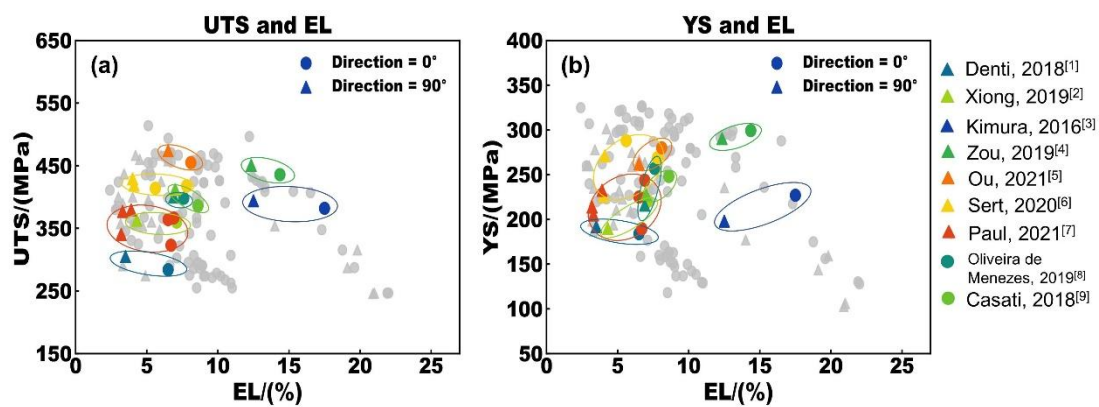 UTS and EL
(a)
Direction = 0°
Direction = 90°
650
550
450
350
250
150
0
5
10
15
20
25
UTS/(MPa)
EL/(%)
YS and EL
(b)
Direction = 0°
Direction = 90°
400
350
300
250
200
150
100
50
0
5
10
15
20
25
YS/(MPa)
EL/(%)
Denti, 2018[1]
Xiong, 2019[2]
Kimura, 2016[3]
Zou, 2019[4]
Ou, 2021[5]
Sert, 2020[6]
Paul, 2021[7]
Oliveira de
Menezes, 2019[8]
Casati, 2018[9]